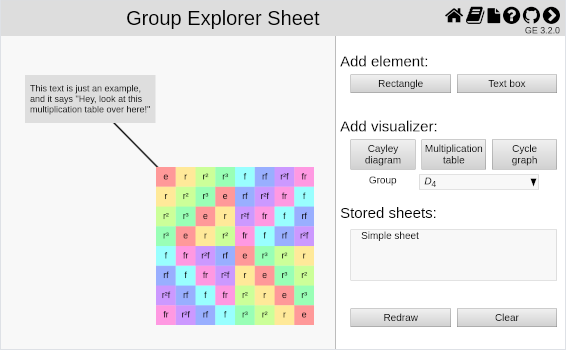 Group Explorer Sheet
GE 3.2.0
This text is just an example,
and it says "Hey, look at this
multiplication table over here!"
e r r² r³ f rf r²f fr
r r² r³ e rf r²f fr f
r² r³ e r r²f fr f rf
r³ e r r² fr f rf r²f
f fr r²f rf e r³ r² r
rf f fr r²f r e r³ r²
r²f rf f fr r² r e r³
fr r²f rf f r³ r² r e
Add element:
Rectangle
Text box
Add visualizer:
Cayley
diagram
Multiplication
table
Cycle
graph
Group
D₄
Stored sheets:
Simple sheet
Redraw
Clear